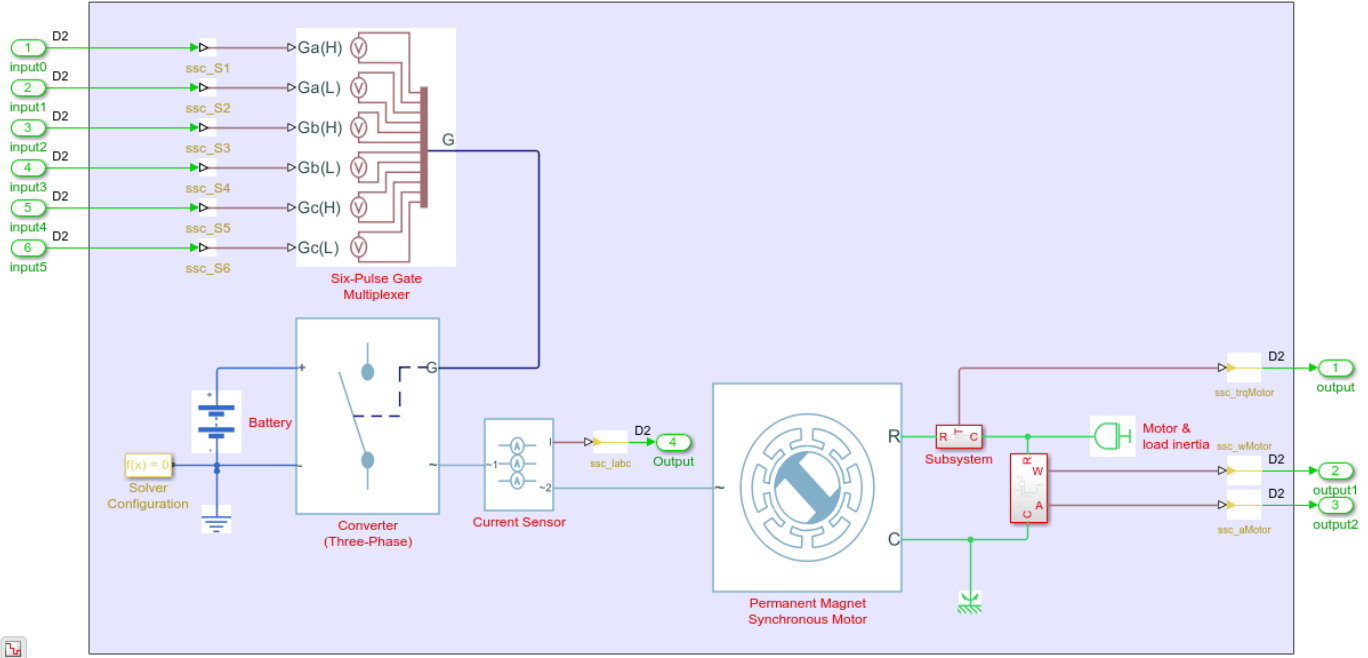 1 D2
input0
ssc_S1
Ga(H) V
2 D2
input1
ssc_S2
Ga(L) V
3 D2
input2
ssc_S3
Gb(H) V
4 D2
input3
ssc_S4
Gb(L) V
5 D2
input4
ssc_S5
Gc(H) V
6 D2
input5
ssc_S6
Gc(L) V
G
Six-Pulse Gate
Multiplexer
+
-
Battery
f(x) = 0
Solver
Configuration
+
G
-
~
Converter
(Three-Phase)
A
A
A
I
~1
~2
Current Sensor
ssc_Iabc
D2
4
Output
~
R
C
Permanent Magnet
Synchronous Motor
R T C
Subsystem
Motor &
load inertia
R
W
A
C
ssc_trqMotor
D2
1
output
ssc_wMotor
D2
2
output1
ssc_aMotor
D2
3
output2